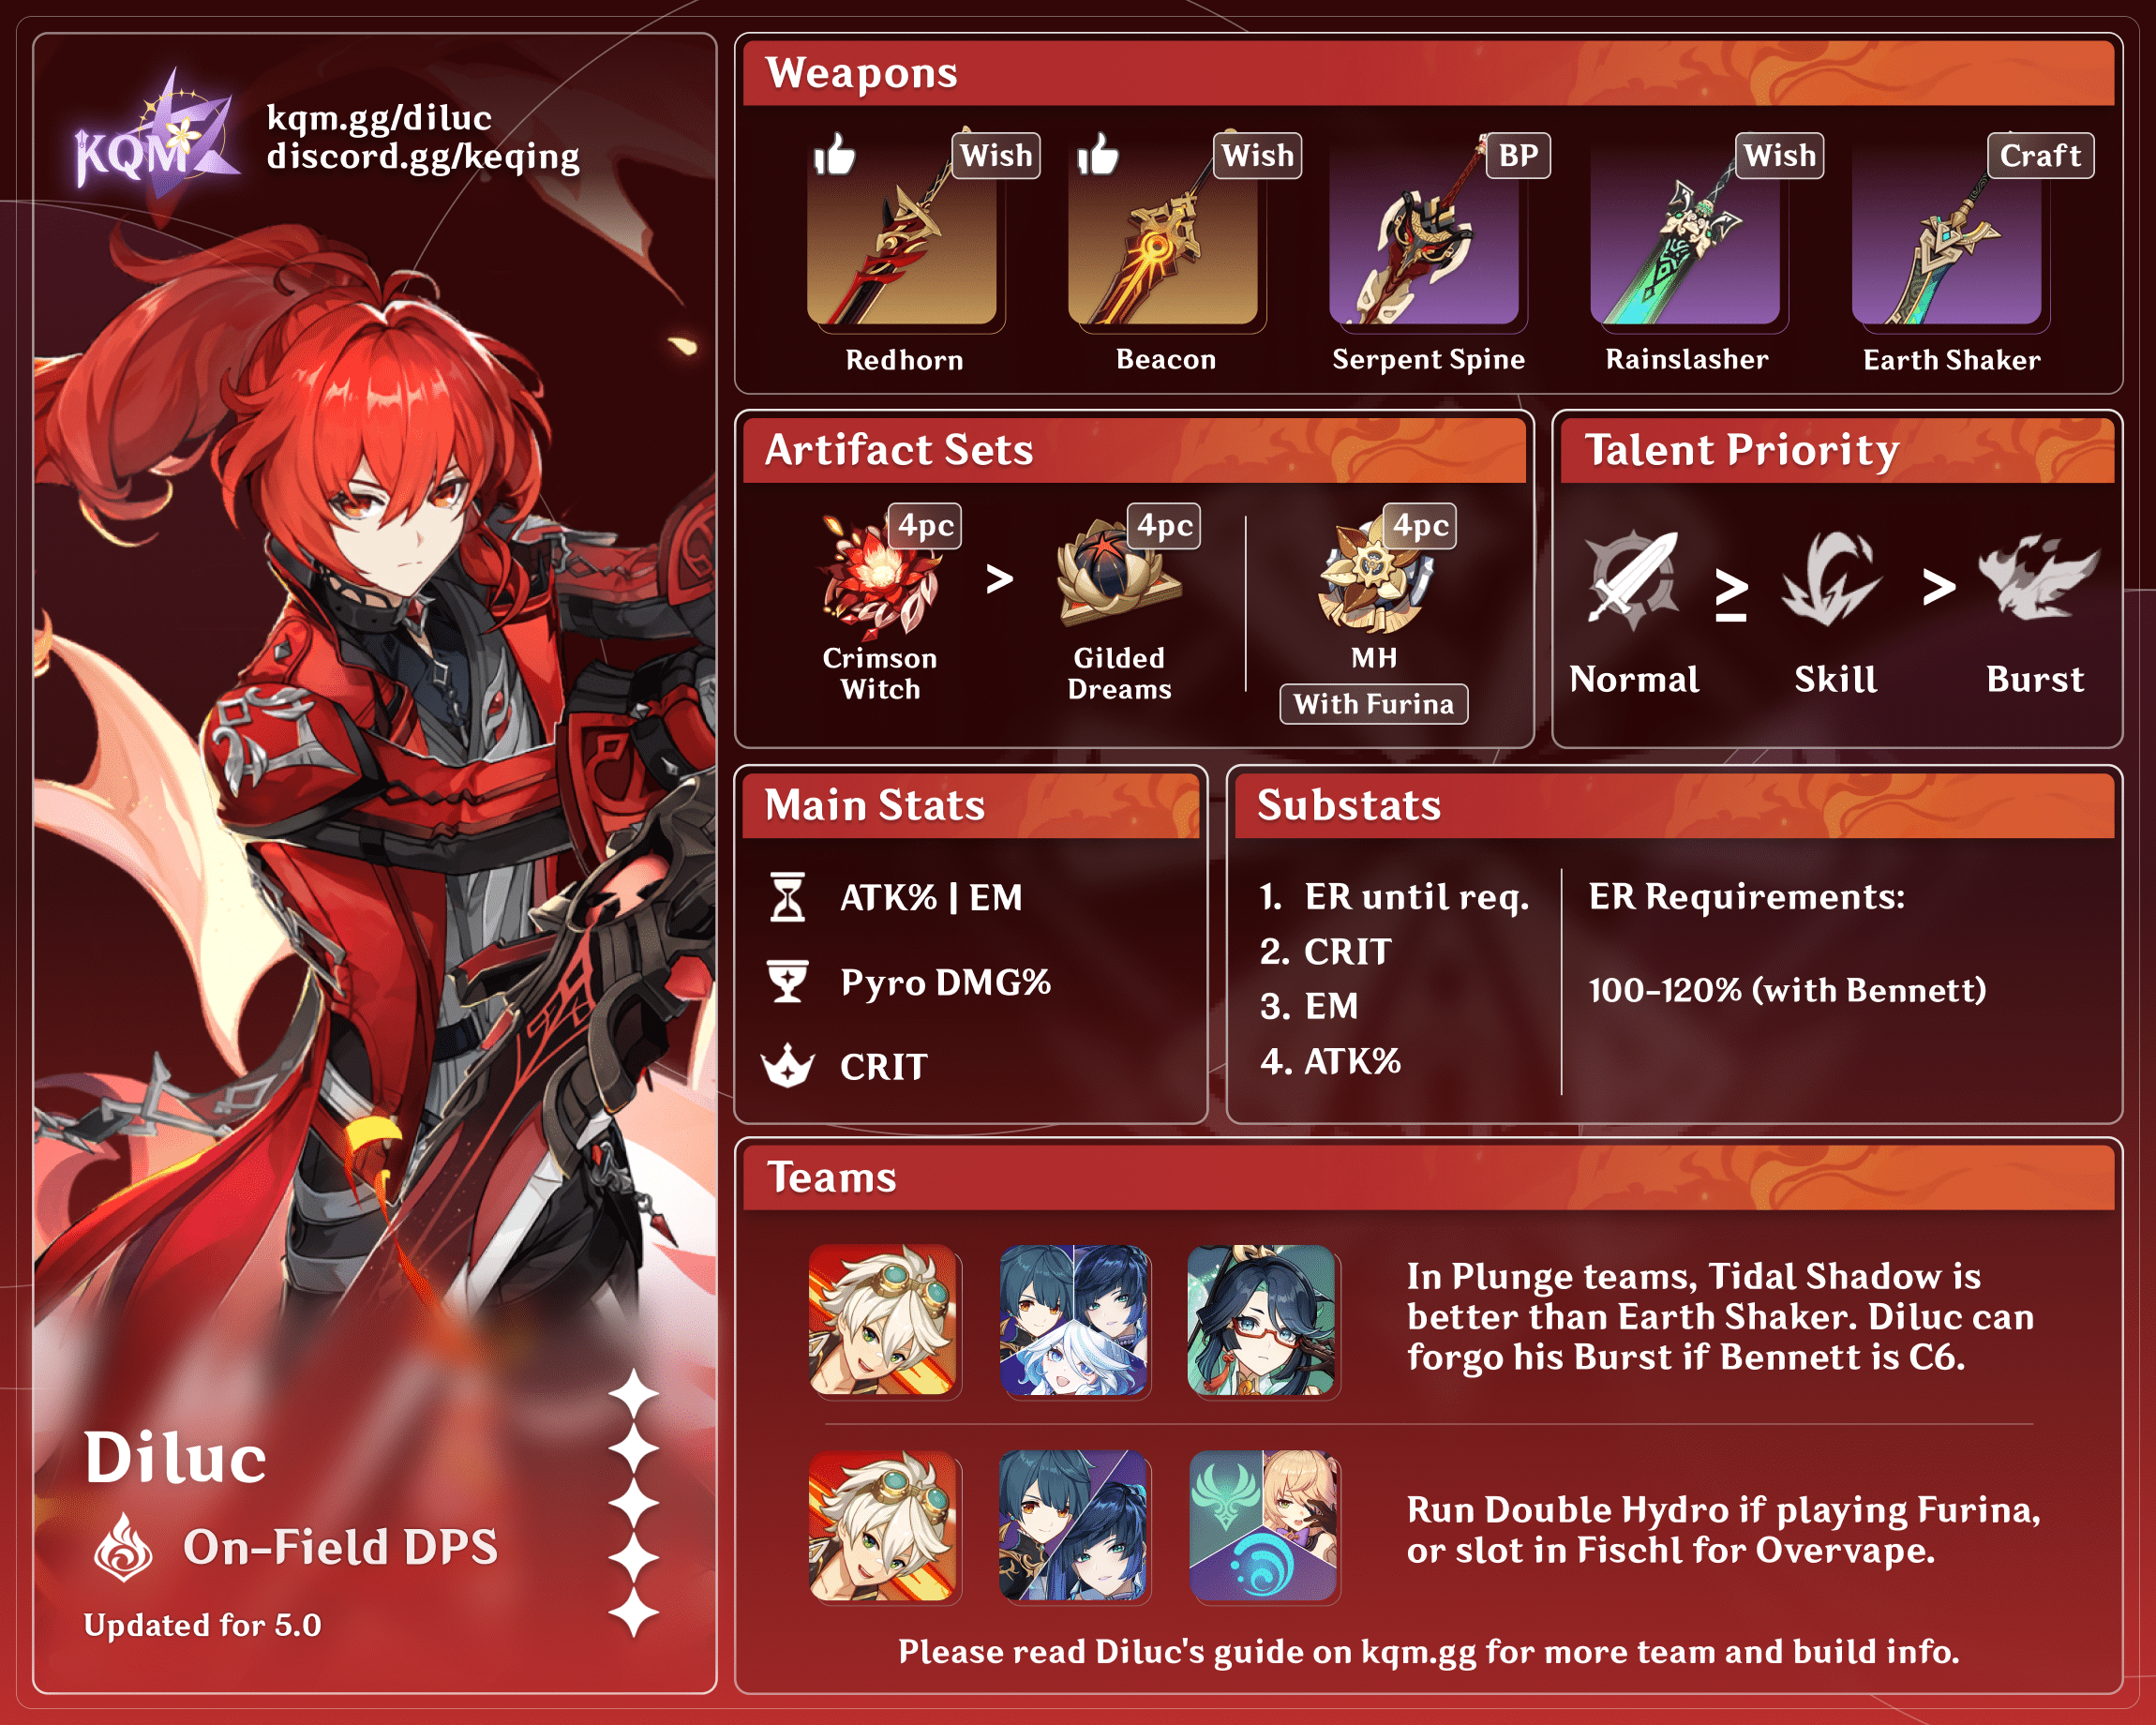 KQM
kqm.gg/diluc
discord.gg/keqing
Diluc
On-Field DPS
Updated for 5.0
Weapons
Wish
Wish
BP
Wish
Craft
Redhorn
Beacon
Serpent Spine
Rainslasher
Earth Shaker
Artifact Sets
4pc
>
4pc
4pc
Crimson
Witch
Gilded
Dreams
MH
With Furina
Talent Priority
≥
>
Normal
Skill
Burst
Main Stats
ATK% | EM
Pyro DMG%
CRIT
Substats
1. ER until req.
2. CRIT
3. EM
4. ATK%
ER Requirements:
100-120% (with Bennett)
Teams
In Plunge teams, Tidal Shadow is
better than Earth Shaker. Diluc can
forgo his Burst if Bennett is C6.
Run Double Hydro if playing Furina,
or slot in Fischl for Overvape.
Please read Diluc's guide on kqm.gg for more team and build info.